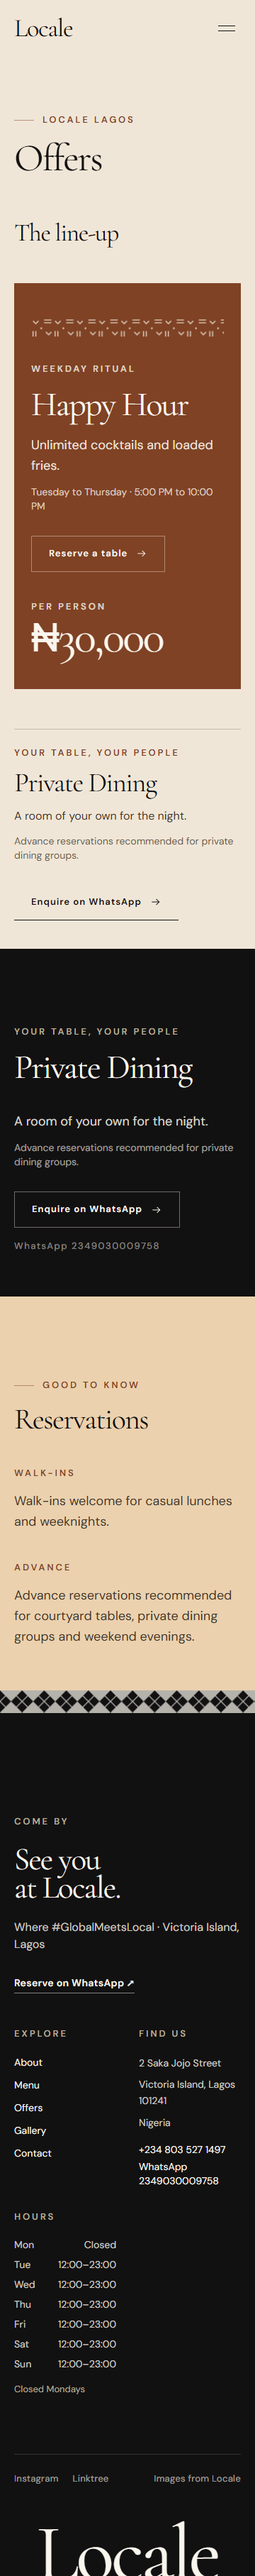 Locale
LOCALE LAGOS
Offers
The line-up
WEEKDAY RITUAL
Happy Hour
Unlimited cocktails and loaded
fries.
Tuesday to Thursday · 5:00 PM to 10:00
PM
Reserve a table →
PER PERSON
₦30,000
YOUR TABLE, YOUR PEOPLE
Private Dining
A room of your own for the night.
Advance reservations recommended for private
dining groups.
Enquire on WhatsApp →
YOUR TABLE, YOUR PEOPLE
Private Dining
A room of your own for the night.
Advance reservations recommended for private
dining groups.
Enquire on WhatsApp →
WhatsApp 2349030009758
GOOD TO KNOW
Reservations
WALK-INS
Walk-ins welcome for casual lunches
and weeknights.
ADVANCE
Advance reservations recommended
for courtyard tables, private dining
groups and weekend evenings.
COME BY
See you
at Locale.
Where #GlobalMeetsLocal · Victoria Island,
Lagos
Reserve on WhatsApp ↗
EXPLORE
About
Menu
Offers
Gallery
Contact
FIND US
2 Saka Jojo Street
Victoria Island, Lagos
101241
Nigeria
+234 803 527 1497
WhatsApp
2349030009758
HOURS
Mon Closed
Tue 12:00–23:00
Wed 12:00–23:00
Thu 12:00–23:00
Fri 12:00–23:00
Sat 12:00–23:00
Sun 12:00–23:00
Closed Mondays
Instagram Linktree Images from Locale
Locale